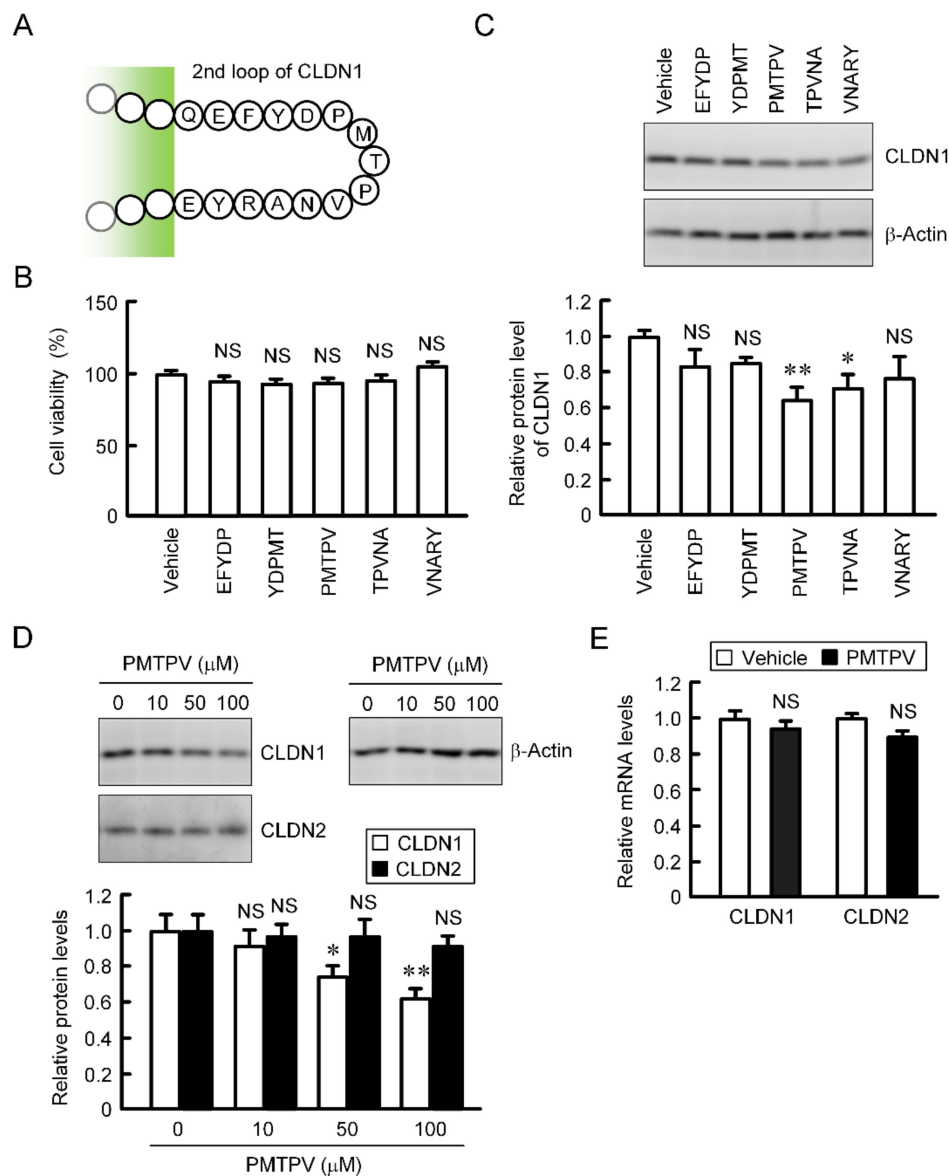 A
2nd loop of CLDN1
Q E F Y D P
M
T
P
E Y R A N V
B
Cell viability (%)
150
100
50
0
NS NS NS NS NS
Vehicle
EFYDP
YDPMT
PMTPV
TPVNA
VNARY
C
Vehicle
EFYDP
YDPMT
PMTPV
TPVNA
VNARY
CLDN1
β-Actin
Relative protein level
of CLDN1
1.2
1.0
0.8
0.6
0.4
0.2
0
NS NS ** * NS
Vehicle
EFYDP
YDPMT
PMTPV
TPVNA
VNARY
D
PMTPV (μM)
0 10 50 100
CLDN1
CLDN2
PMTPV (μM)
0 10 50 100
β-Actin
CLDN1
CLDN2
Relative protein levels
1.2
1.0
0.8
0.6
0.4
0.2
0
NS NS * NS ** NS
0 10 50 100
PMTPV (μM)
E
Vehicle PMTPV
Relative mRNA levels
1.2
1.0
0.8
0.6
0.4
0.2
0
NS NS
CLDN1 CLDN2